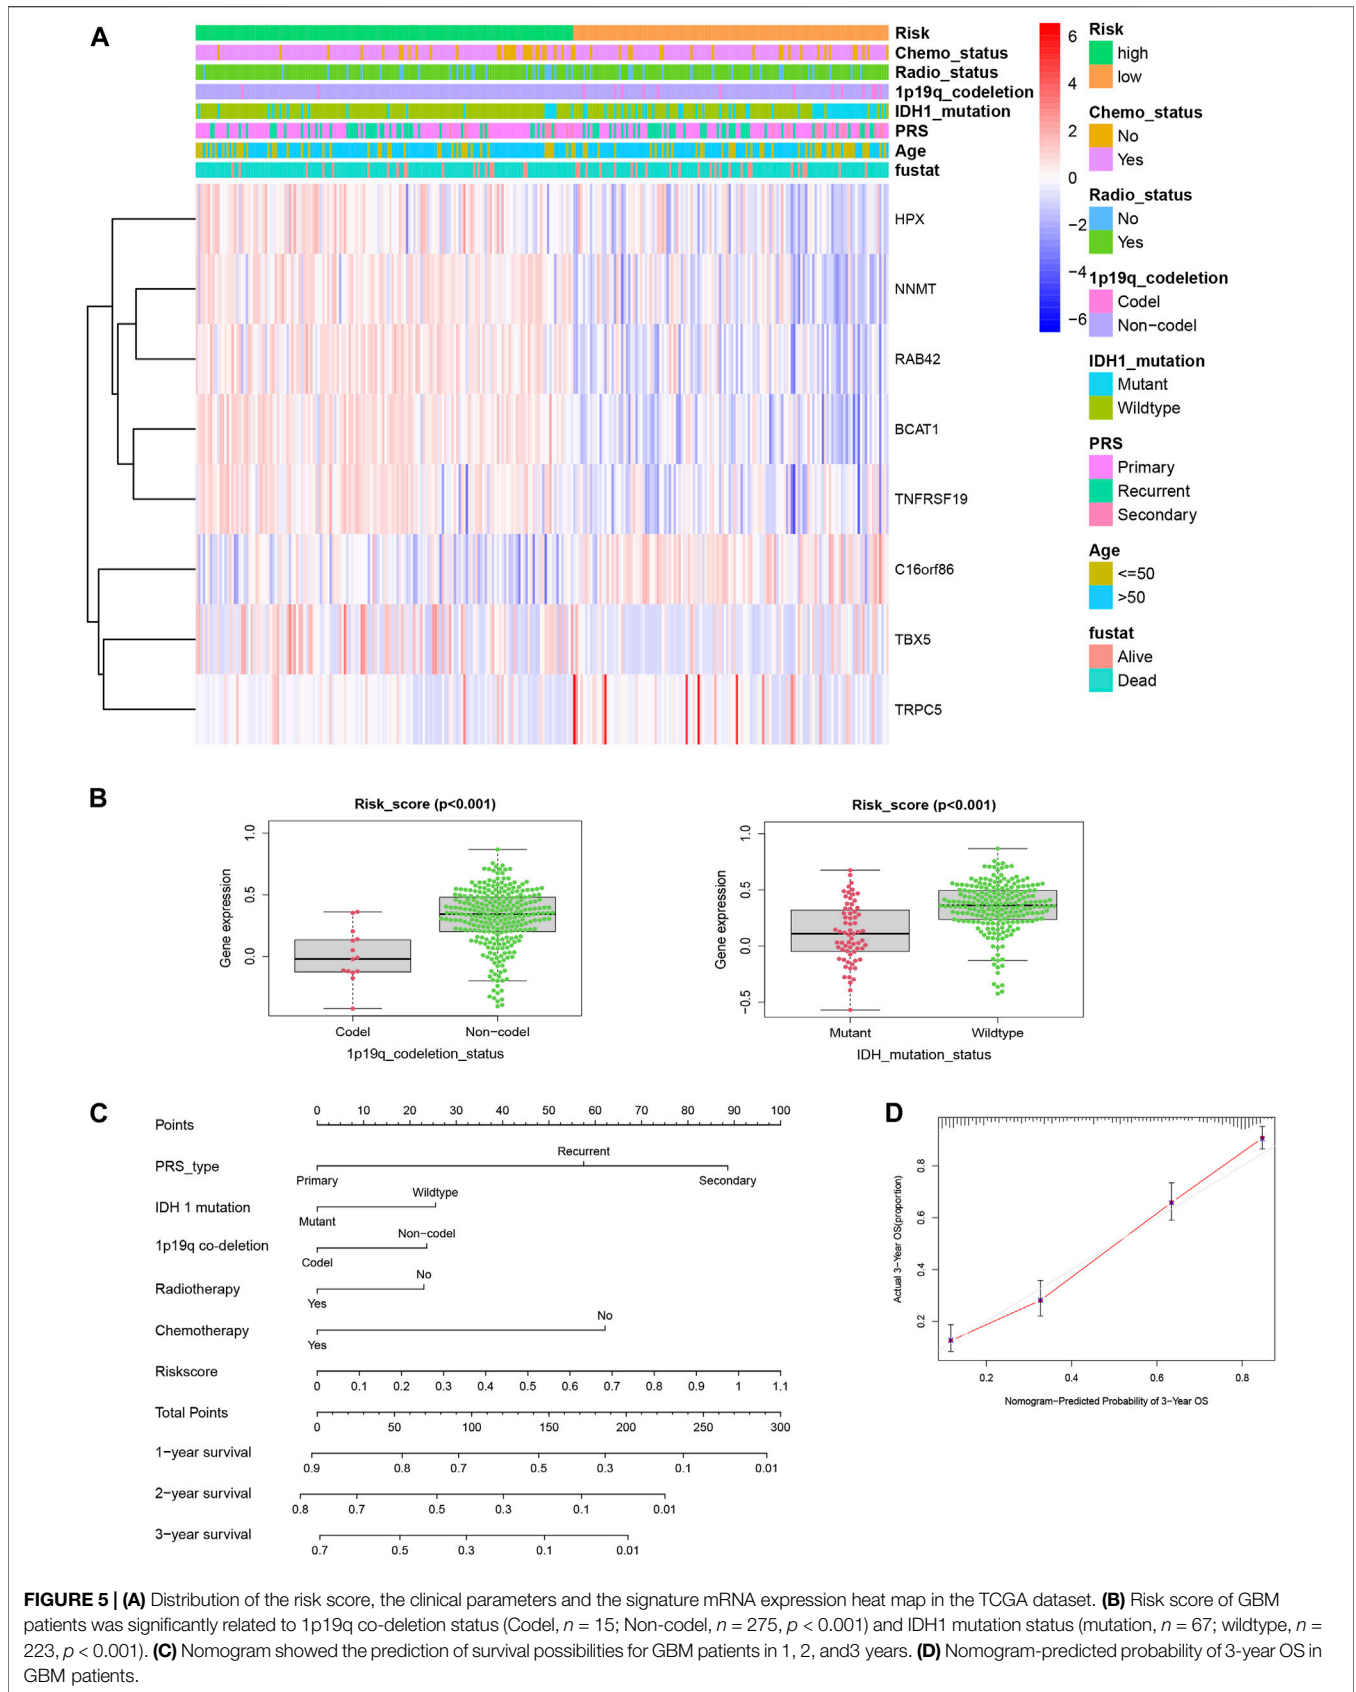 A
Risk
Chemo_status
Radio_status
1p19q_codeletion
IDH1_mutation
PRS
Age
fustat
HPX
NNMT
RAB42
BCAT1
TNFRSF19
C16orf86
TBX5
TRPC5
6
4
2
0
−2
−4
−6
Risk
high
low
Chemo_status
No
Yes
Radio_status
No
Yes
1p19q_codeletion
Codel
Non-codel
IDH1_mutation
Mutant
Wildtype
PRS
Primary
Recurrent
Secondary
Age
<=50
>50
fustat
Alive
Dead
B
Risk_score (p<0.001)
Gene expression
1.0
0.5
0.0
Codel
Non−codel
1p19q_codeletion_status
Risk_score (p<0.001)
Gene expression
1.0
0.5
0.0
−0.5
Mutant
Wildtype
IDH_mutation_status
C
Points
0 10 20 30 40 50 60 70 80 90 100
PRS_type
Recurrent
Primary
Secondary
IDH 1 mutation
Wildtype
Mutant
1p19q co−deletion
Non−codel
Codel
Radiotherapy
No
Yes
Chemotherapy
No
Yes
Riskscore
0 0.1 0.2 0.3 0.4 0.5 0.6 0.7 0.8 0.9 1 1.1
Total Points
0 50 100 150 200 250 300
1−year survival
0.9 0.8 0.7 0.5 0.3 0.1 0.01
2−year survival
0.8 0.7 0.5 0.3 0.1 0.01
3−year survival
0.7 0.5 0.3 0.1 0.01
D
Actual 3−Year OS(proportion)
0.8
0.6
0.4
0.2
0.2 0.4 0.6 0.8
Nomogram−Predicted Probability of 3−Year OS
FIGURE 5 | (A) Distribution of the risk score, the clinical parameters and the signature mRNA expression heat map in the TCGA dataset. (B) Risk score of GBM
patients was significantly related to 1p19q co-deletion status (Codel, n = 15; Non-codel, n = 275, p < 0.001) and IDH1 mutation status (mutation, n = 67; wildtype, n =
223, p < 0.001). (C) Nomogram showed the prediction of survival possibilities for GBM patients in 1, 2, and3 years. (D) Nomogram-predicted probability of 3-year OS in
GBM patients.